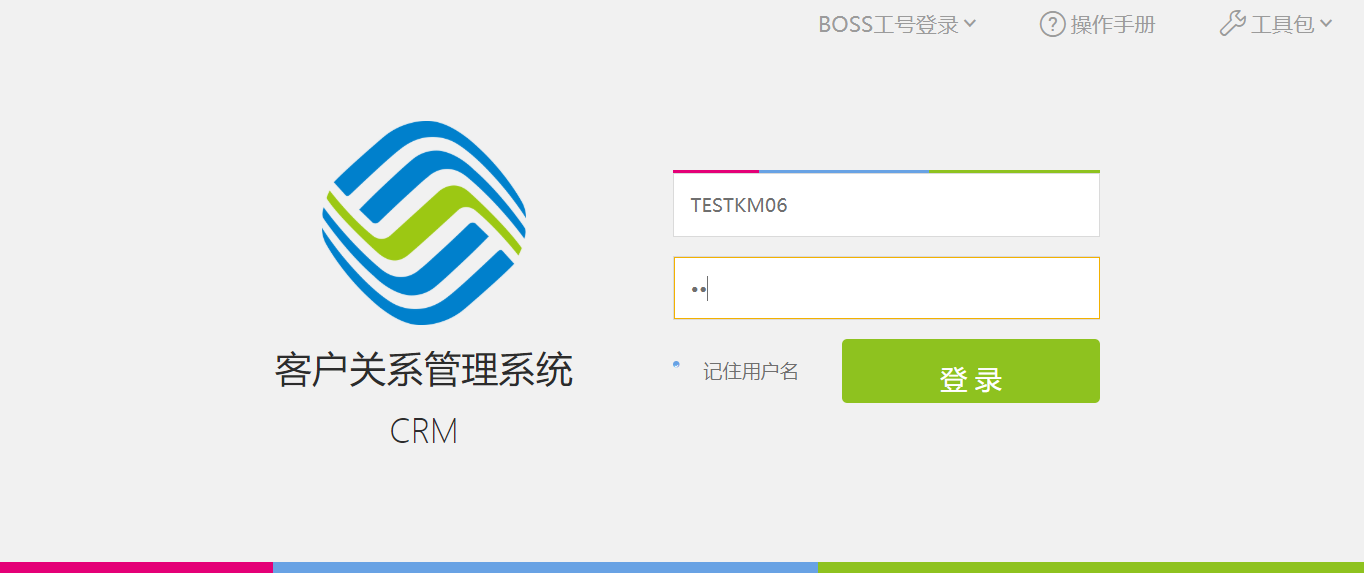 BOSS工号登录 操作手册 工具包
TESTKM06
••
记住用户名
登录
客户关系管理系统
CRM